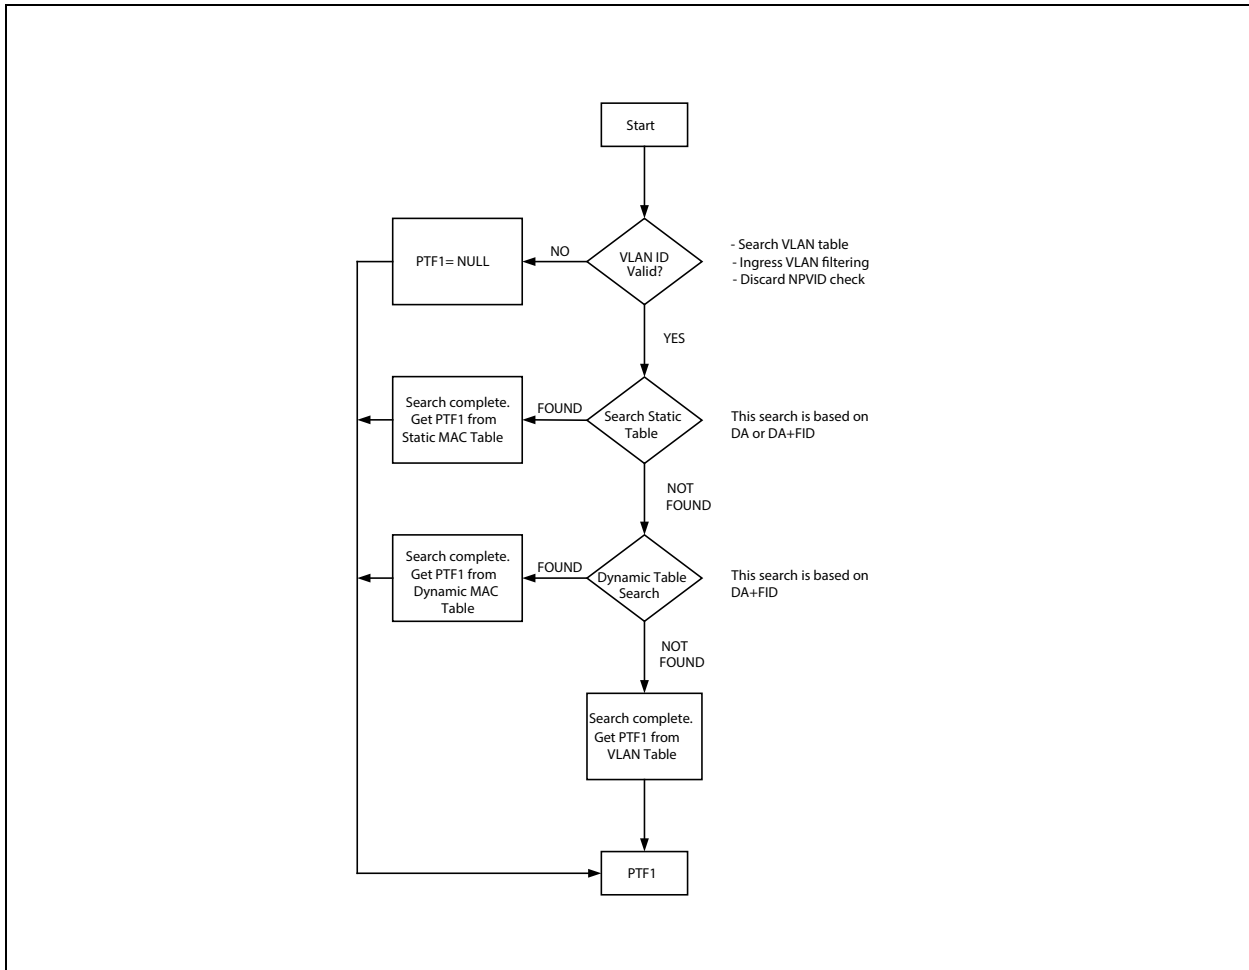 Start
PTF1= NULL
NO
VLAN ID
Valid?
- Search VLAN table
- Ingress VLAN filtering
- Discard NPVID check
YES
Search complete.
Get PTF1 from
Static MAC Table
FOUND
Search Static
Table
This search is based on
DA or DA+FID
NOT
FOUND
Search complete.
Get PTF1 from
Dynamic MAC
Table
FOUND
Dynamic Table
Search
This search is based on
DA+FID
NOT
FOUND
Search complete.
Get PTF1 from
VLAN Table
PTF1